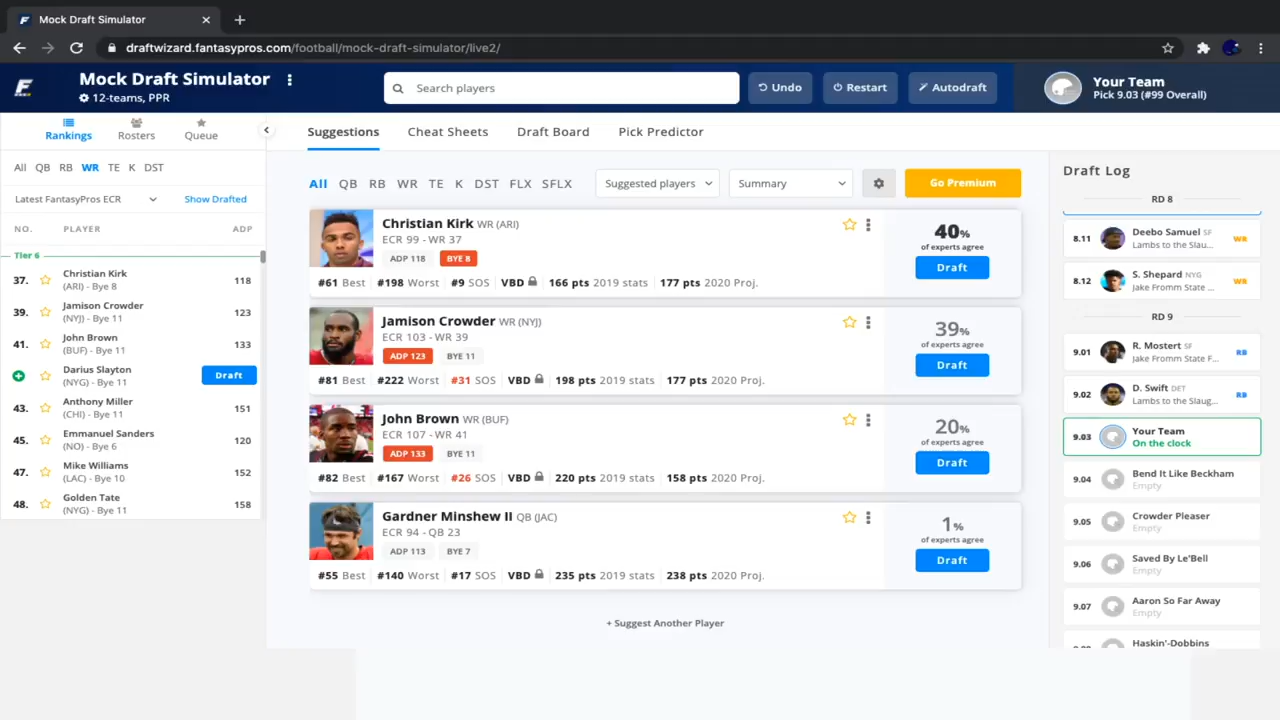 Mock Draft Simulator
draftwizard.fantasypros.com/football/mock-draft-simulator/live2/
Mock Draft Simulator
12-teams, PPR
Search players
Undo
Restart
Autodraft
Your Team
Pick 9.03 (#99 Overall)
Rankings
Rosters
Queue
All QB RB WR TE K DST
Latest FantasyPros ECR
Show Drafted
NO. PLAYER ADP
Tier 6
37. Christian Kirk 118
(ARI) - Bye 8
39. Jamison Crowder 123
(NYJ) - Bye 11
41. John Brown 133
(BUF) - Bye 11
Darius Slayton Draft
(NYG) - Bye 11
43. Anthony Miller 151
(CHI) - Bye 11
45. Emmanuel Sanders 120
(NO) - Bye 6
47. Mike Williams 152
(LAC) - Bye 10
48. Golden Tate 158
(NYG) - Bye 11
Suggestions Cheat Sheets Draft Board Pick Predictor
All QB RB WR TE K DST FLX SFLX
Suggested players
Summary
Go Premium
Christian Kirk WR (ARI)
ECR 99 - WR 37
ADP 118 BYE 8
#61 Best #198 Worst #9 SOS VBD 166 pts 2019 stats 177 pts 2020 Proj.
40%
of experts agree
Draft
Jamison Crowder WR (NYJ)
ECR 103 - WR 39
ADP 123 BYE 11
#81 Best #222 Worst #31 SOS VBD 198 pts 2019 stats 177 pts 2020 Proj.
39%
of experts agree
Draft
John Brown WR (BUF)
ECR 107 - WR 41
ADP 133 BYE 11
#82 Best #167 Worst #26 SOS VBD 220 pts 2019 stats 158 pts 2020 Proj.
20%
of experts agree
Draft
Gardner Minshew II QB (JAC)
ECR 94 - QB 23
ADP 113 BYE 7
#55 Best #140 Worst #17 SOS VBD 235 pts 2019 stats 238 pts 2020 Proj.
1%
of experts agree
Draft
+ Suggest Another Player
Draft Log
RD 8
8.11 Deebo Samuel SF WR
Lambs to the Slau...
8.12 S. Shepard NYG WR
Jake Fromm State ...
RD 9
9.01 R. Mostert SF RB
Jake Fromm State F...
9.02 D. Swift DET RB
Lambs to the Slaug...
9.03 Your Team
On the clock
9.04 Bend It Like Beckham
Empty
9.05 Crowder Pleaser
Empty
9.06 Saved By Le'Bell
Empty
9.07 Aaron So Far Away
Empty
Haskin'-Dobbins